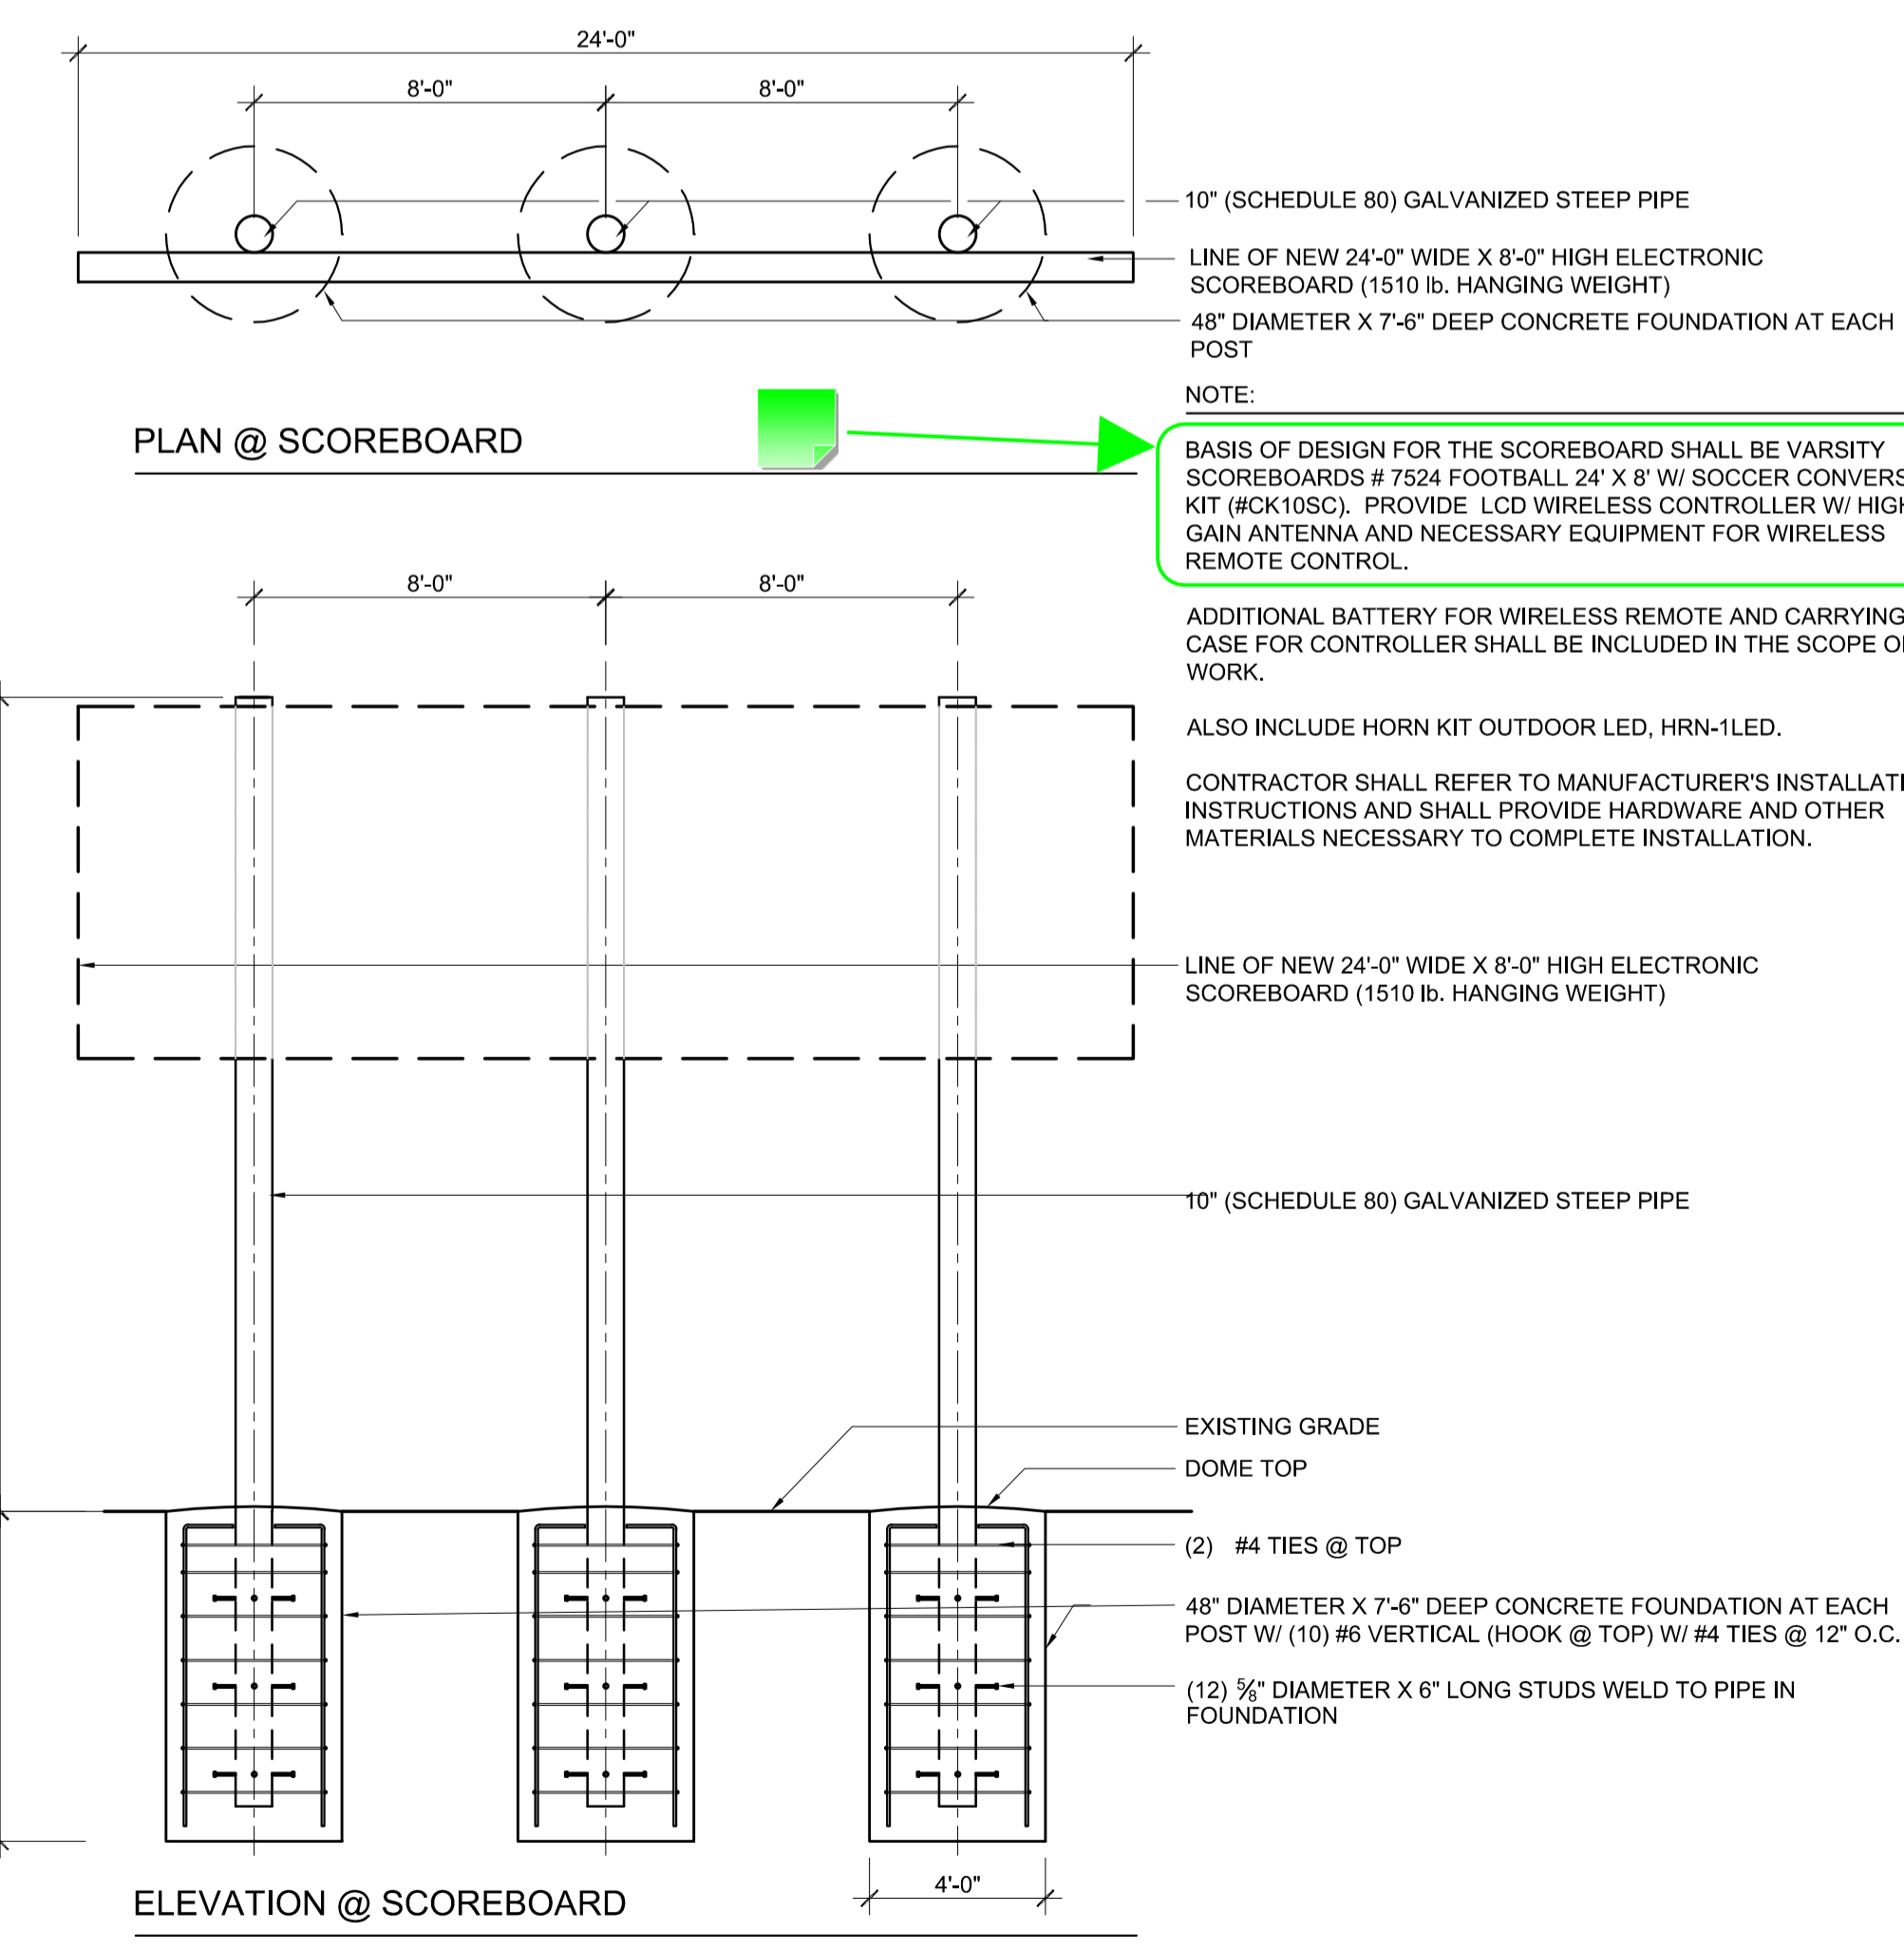 24'-0"
8'-0" 8'-0"
10" (SCHEDULE 80) GALVANIZED STEEP PIPE
LINE OF NEW 24'-0" WIDE X 8'-0" HIGH ELECTRONIC
SCOREBOARD (1510 lb. HANGING WEIGHT)
48" DIAMETER X 7'-6" DEEP CONCRETE FOUNDATION AT EACH
POST
PLAN @ SCOREBOARD
NOTE:
BASIS OF DESIGN FOR THE SCOREBOARD SHALL BE VARSITY
SCOREBOARDS # 7524 FOOTBALL 24' X 8' W/ SOCCER CONVERS
KIT (#CK10SC). PROVIDE LCD WIRELESS CONTROLLER W/ HIGH
GAIN ANTENNA AND NECESSARY EQUIPMENT FOR WIRELESS
REMOTE CONTROL.
ADDITIONAL BATTERY FOR WIRELESS REMOTE AND CARRYING
CASE FOR CONTROLLER SHALL BE INCLUDED IN THE SCOPE O
WORK.
ALSO INCLUDE HORN KIT OUTDOOR LED, HRN-1LED.
CONTRACTOR SHALL REFER TO MANUFACTURER'S INSTALLATI
INSTRUCTIONS AND SHALL PROVIDE HARDWARE AND OTHER
MATERIALS NECESSARY TO COMPLETE INSTALLATION.
8'-0" 8'-0"
LINE OF NEW 24'-0" WIDE X 8'-0" HIGH ELECTRONIC
SCOREBOARD (1510 lb. HANGING WEIGHT)
10" (SCHEDULE 80) GALVANIZED STEEP PIPE
EXISTING GRADE
DOME TOP
(2) #4 TIES @ TOP
48" DIAMETER X 7'-6" DEEP CONCRETE FOUNDATION AT EACH
POST W/ (10) #6 VERTICAL (HOOK @ TOP) W/ #4 TIES @ 12" O.C.
(12) ⅝" DIAMETER X 6" LONG STUDS WELD TO PIPE IN
FOUNDATION
4'-0"
ELEVATION @ SCOREBOARD